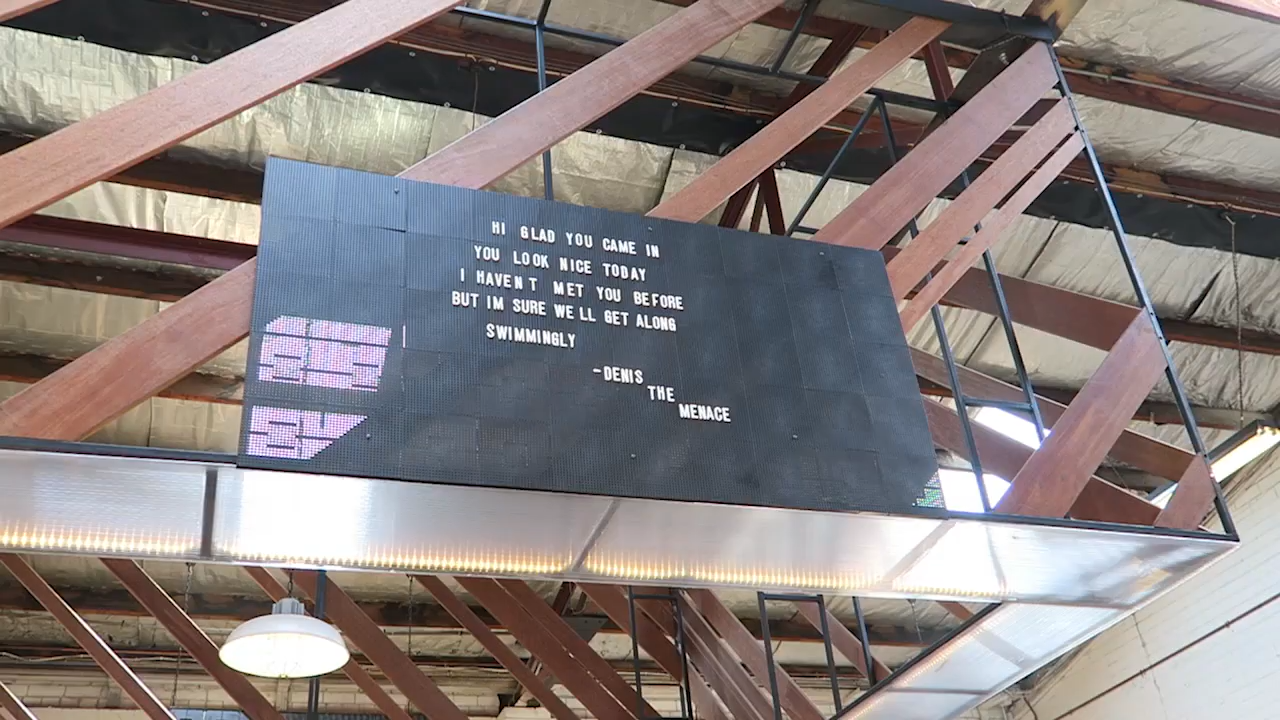 HI GLAD YOU CAME IN
YOU LOOK NICE TODAY
I HAVEN T MET YOU BEFORE
BUT IM SURE WE LL GET ALONG
SWIMMINGLY
-DENIS
THE
MENACE